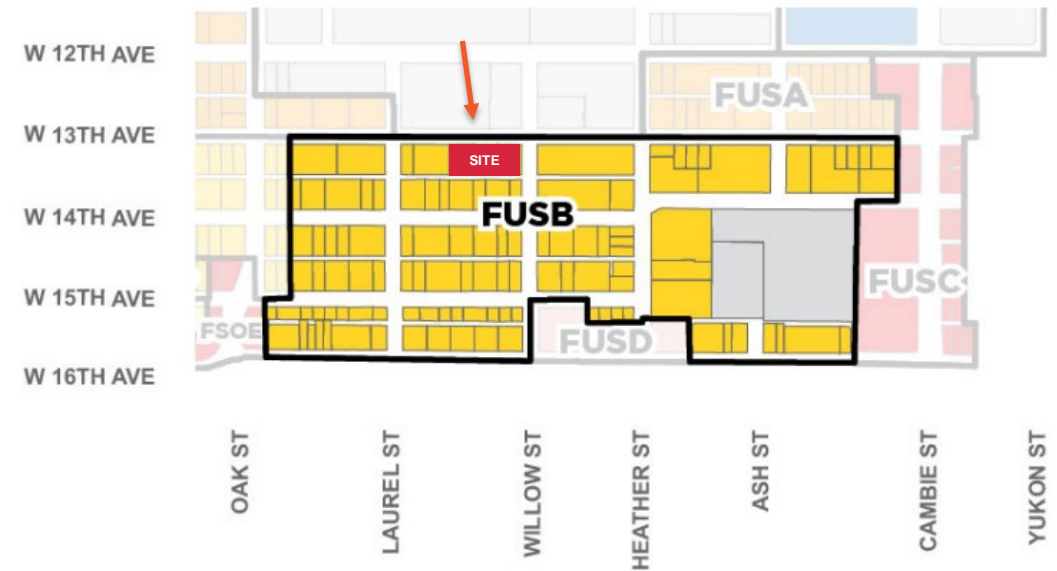 W 12TH AVE
FUSA
W 13TH AVE
SITE
W 14TH AVE
FUSB
FUSC
W 15TH AVE
FSOE
FUSD
W 16TH AVE
OAK ST
LAUREL ST
WILLOW ST
HEATHER ST
ASH ST
CAMBIE ST
YUKON ST